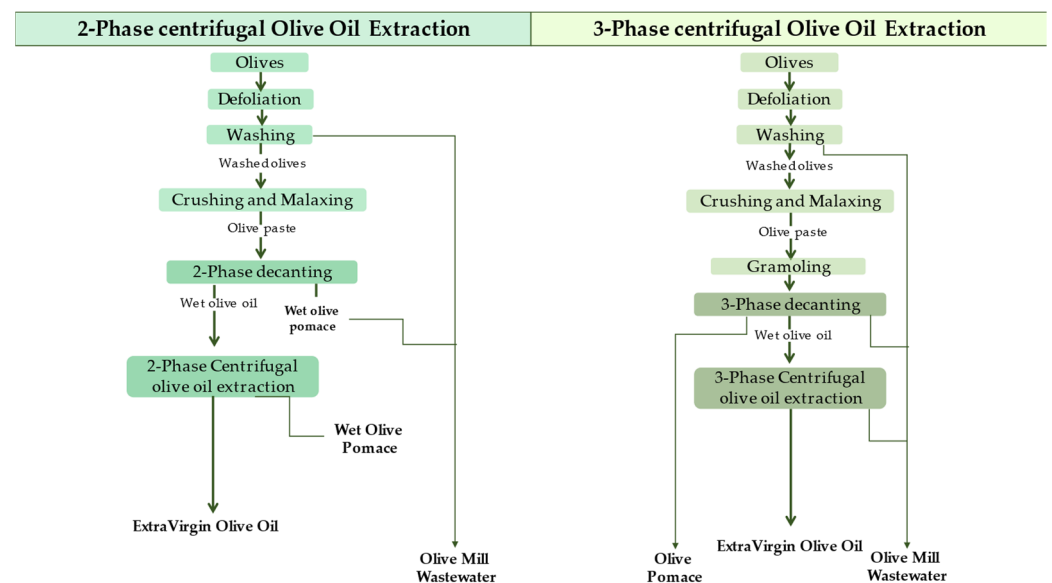 2-Phase centrifugal Olive Oil Extraction
Olives
Defoliation
Washing
Washed olives
Crushing and Malaxing
Olive paste
2-Phase decanting
Wet olive oil
Wet olive
pomace
2-Phase Centrifugal
olive oil extraction
Wet Olive
Pomace
ExtraVirgin Olive Oil
Olive Mill
Wastewater
3-Phase centrifugal Olive Oil Extraction
Olives
Defoliation
Washing
Washed olives
Crushing and Malaxing
Olive paste
Gramoling
3-Phase decanting
Wet olive oil
3-Phase Centrifugal
olive oil extraction
Olive
Pomace
ExtraVirgin Olive Oil
Olive Mill
Wastewater